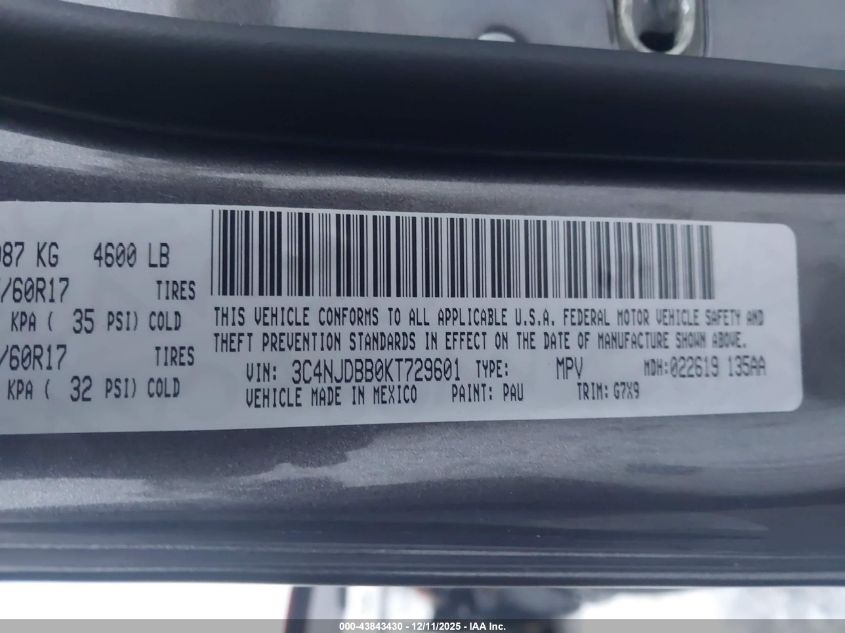 087 KG 4600 LB
/60R17 TIRES
KPA ( 35 PSI) COLD
/60R17 TIRES
KPA ( 32 PSI) COLD
THIS VEHICLE CONFORMS TO ALL APPLICABLE U.S.A. FEDERAL MOTOR VEHICLE SAFETY AND
THEFT PREVENTION STANDARDS IN EFFECT ON THE DATE OF MANUFACTURE SHOWN ABOVE.
VIN: 3C4NJDBB0KT729601 TYPE: MPV MDH:022619 135AA
VEHICLE MADE IN MEXICO PAINT: PAU TRIM: G7X9
000-43843430 - 12/11/2025 - IAA Inc.